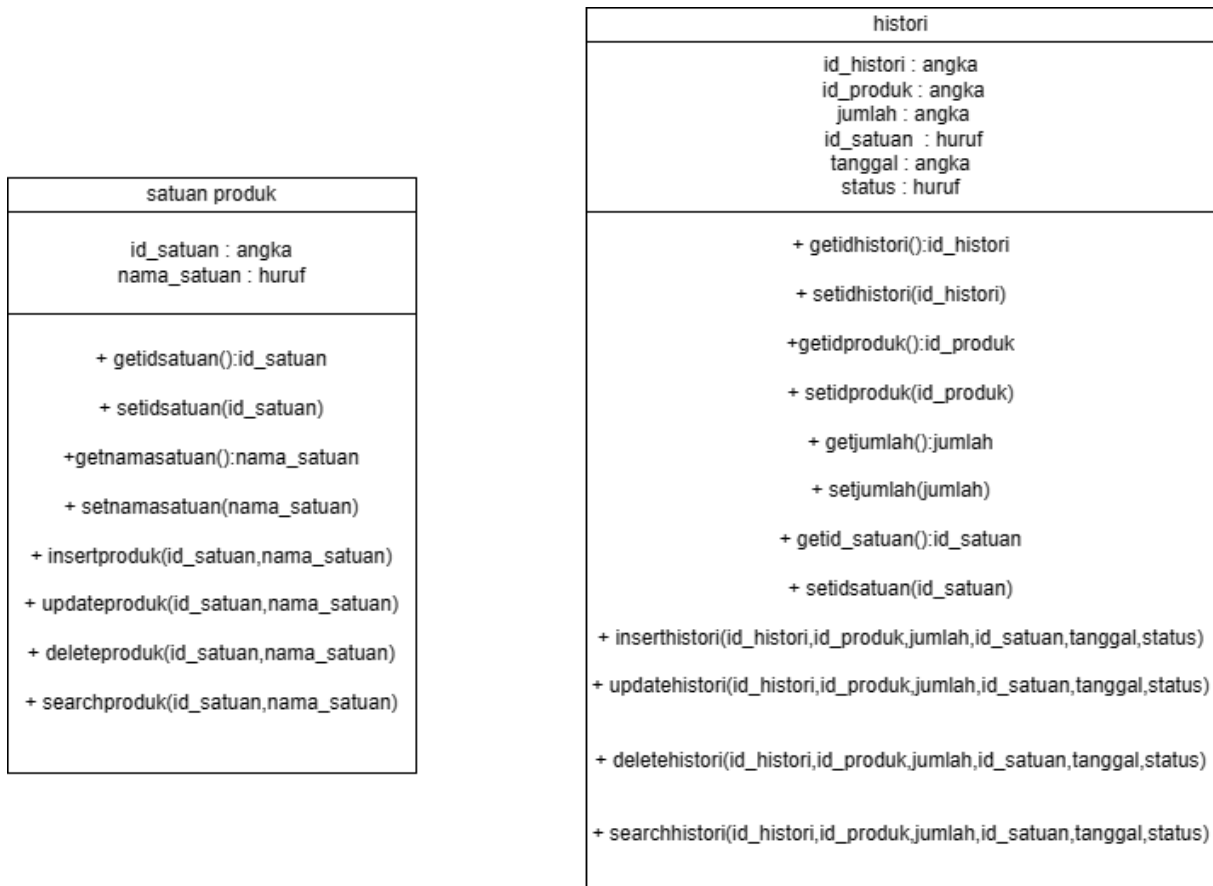 satuan produk
id_satuan : angka
nama_satuan : huruf
+ getidsatuan():id_satuan
+ setidsatuan(id_satuan)
+getnamasatuan():nama_satuan
+ setnamasatuan(nama_satuan)
+ insertproduk(id_satuan,nama_satuan)
+ updateproduk(id_satuan,nama_satuan)
+ deleteproduk(id_satuan,nama_satuan)
+ searchproduk(id_satuan,nama_satuan)
histori
id_histori : angka
id_produk : angka
jumlah : angka
id_satuan  : huruf
tanggal : angka
status : huruf
+ getidhistori():id_histori
+ setidhistori(id_histori)
+getidproduk():id_produk
+ setidproduk(id_produk)
+ getjumlah():jumlah
+ setjumlah(jumlah)
+ getid_satuan():id_satuan
+ setidsatuan(id_satuan)
+ inserthistori(id_histori,id_produk,jumlah,id_satuan,tanggal,status)
+ updatehistori(id_histori,id_produk,jumlah,id_satuan,tanggal,status)
+ deletehistori(id_histori,id_produk,jumlah,id_satuan,tanggal,status)
+ searchhistori(id_histori,id_produk,jumlah,id_satuan,tanggal,status)